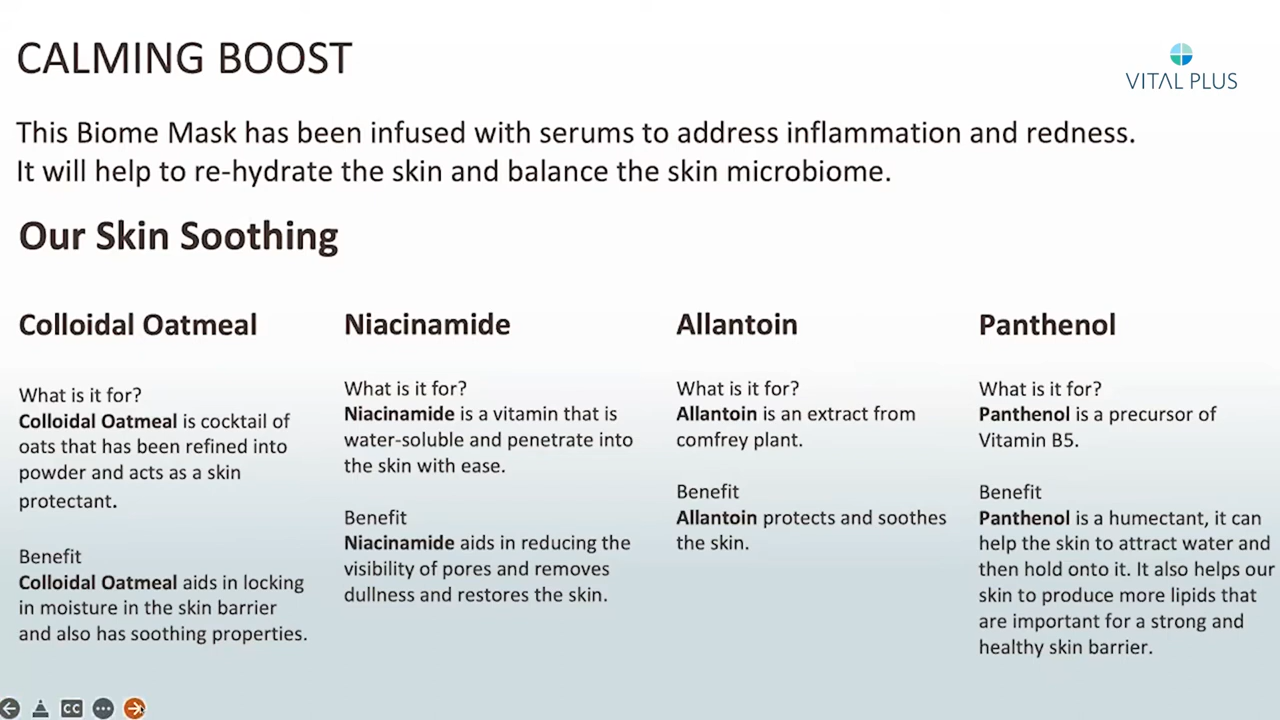 CALMING BOOST
VITAL PLUS
This Biome Mask has been infused with serums to address inflammation and redness.
It will help to re-hydrate the skin and balance the skin microbiome.
Our Skin Soothing
Colloidal Oatmeal
What is it for?
Colloidal Oatmeal is cocktail of
oats that has been refined into
powder and acts as a skin
protectant.
Benefit
Colloidal Oatmeal aids in locking
in moisture in the skin barrier
and also has soothing properties.
Niacinamide
What is it for?
Niacinamide is a vitamin that is
water-soluble and penetrate into
the skin with ease.
Benefit
Niacinamide aids in reducing the
visibility of pores and removes
dullness and restores the skin.
Allantoin
What is it for?
Allantoin is an extract from
comfrey plant.
Benefit
Allantoin protects and soothes
the skin.
Panthenol
What is it for?
Panthenol is a precursor of
Vitamin B5.
Benefit
Panthenol is a humectant, it can
help the skin to attract water and
then hold onto it. It also helps our
skin to produce more lipids that
are important for a strong and
healthy skin barrier.
CC